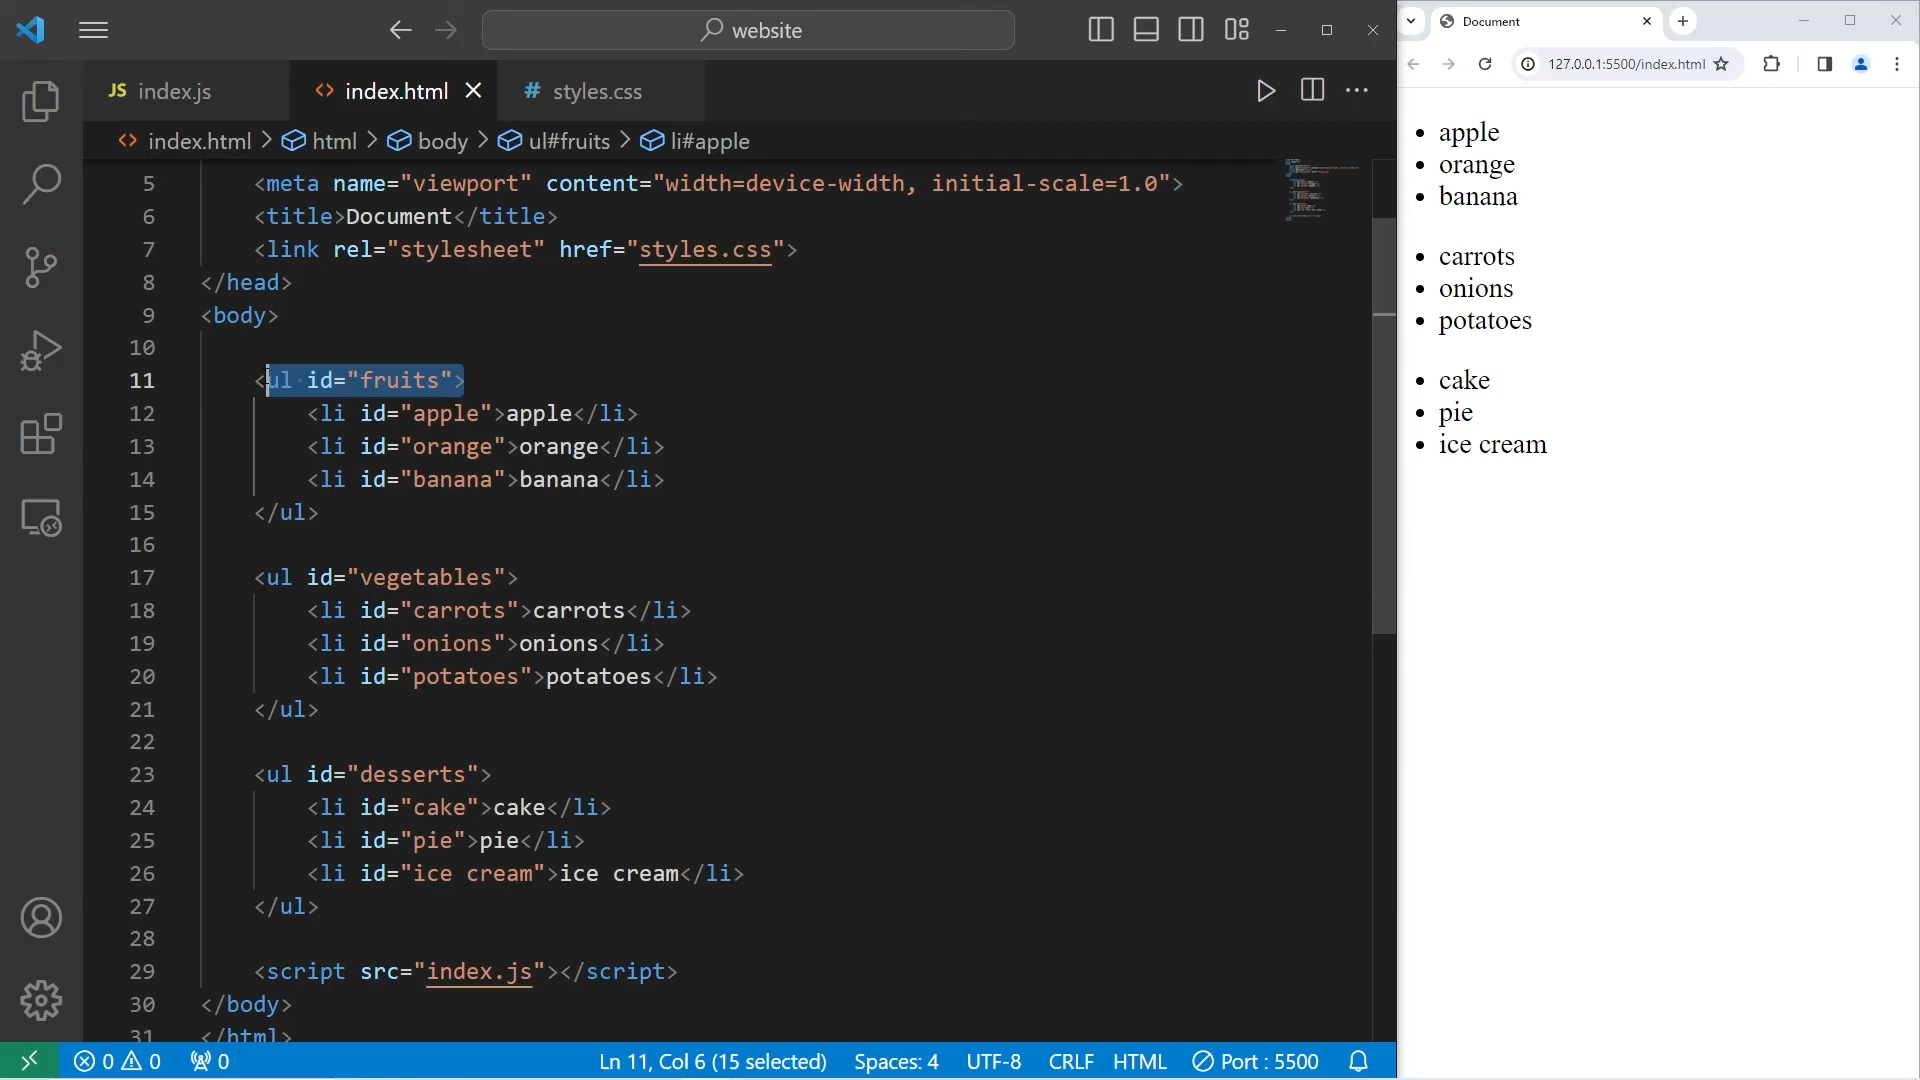 website
Document
127.0.0.1:5500/index.html
JS index.js
<> index.html
# styles.css
<> index.html > html > body > ul#fruits > li#apple
5 <meta name="viewport" content="width=device-width, initial-scale=1.0">
6 <title>Document</title>
7 <link rel="stylesheet" href="styles.css">
8 </head>
9 <body>
10
11 <ul id="fruits">
12 <li id="apple">apple</li>
13 <li id="orange">orange</li>
14 <li id="banana">banana</li>
15 </ul>
16
17 <ul id="vegetables">
18 <li id="carrots">carrots</li>
19 <li id="onions">onions</li>
20 <li id="potatoes">potatoes</li>
21 </ul>
22
23 <ul id="desserts">
24 <li id="cake">cake</li>
25 <li id="pie">pie</li>
26 <li id="ice cream">ice cream</li>
27 </ul>
28
29 <script src="index.js"></script>
30 </body>
31 </html>
0 0 0 Ln 11, Col 6 (15 selected) Spaces: 4 UTF-8 CRLF HTML Port : 5500
• apple
• orange
• banana
• carrots
• onions
• potatoes
• cake
• pie
• ice cream